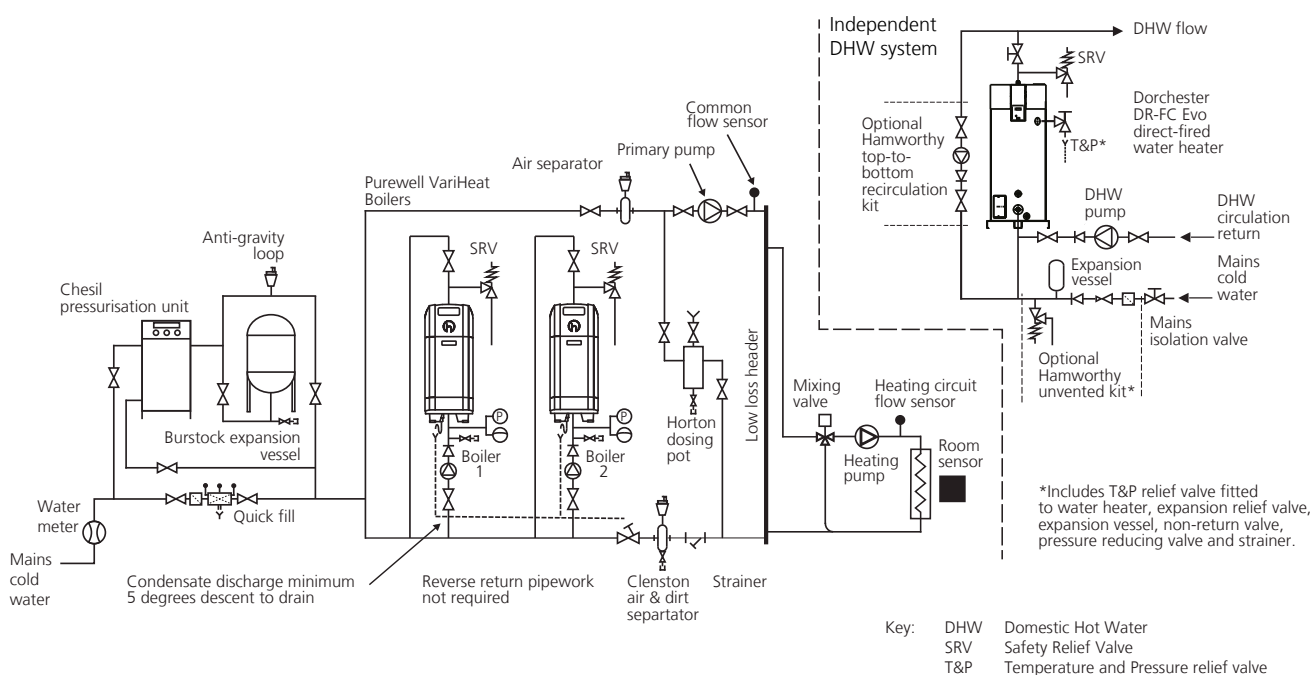 Independent
DHW system
DHW flow
SRV
Dorchester
DR-FC Evo
direct-fired
water heater
T&P*
Optional
Hamworthy
top-to-
bottom
recirculation
kit
DHW
pump
DHW
circulation
return
Expansion
vessel
Mains
cold
water
Mains
isolation valve
Optional
Hamworthy
unvented kit*
Common
flow sensor
Primary pump
Air separator
Purewell VariHeat
Boilers
Anti-gravity
loop
Chesil
pressurisation unit
SRV
SRV
P
P
Burstock expansion
vessel
Boiler
1
Boiler
2
Horton
dosing
pot
Low loss header
Mixing
valve
Heating circuit
flow sensor
Heating
pump
Room
sensor
Quick fill
Water
meter
Mains
cold
water
Condensate discharge minimum
5 degrees descent to drain
Reverse return pipework
not required
Clenston
air & dirt
separtator
Strainer
*Includes T&P relief valve fitted
to water heater, expansion relief valve,
expansion vessel, non-return valve,
pressure reducing valve and strainer.
Key: DHW Domestic Hot Water
SRV Safety Relief Valve
T&P Temperature and Pressure relief valve